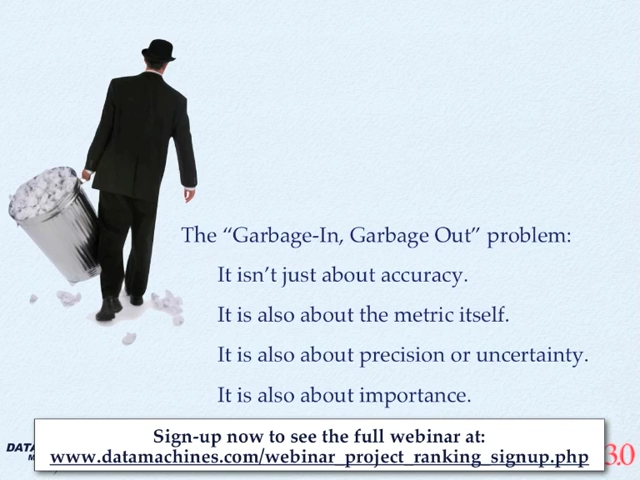 The “Garbage-In, Garbage Out” problem:
It isn’t just about accuracy.
It is also about the metric itself.
It is also about precision or uncertainty.
It is also about importance.
Sign-up now to see the full webinar at:
www.datamachines.com/webinar_project_ranking_signup.php
DATA
3.0